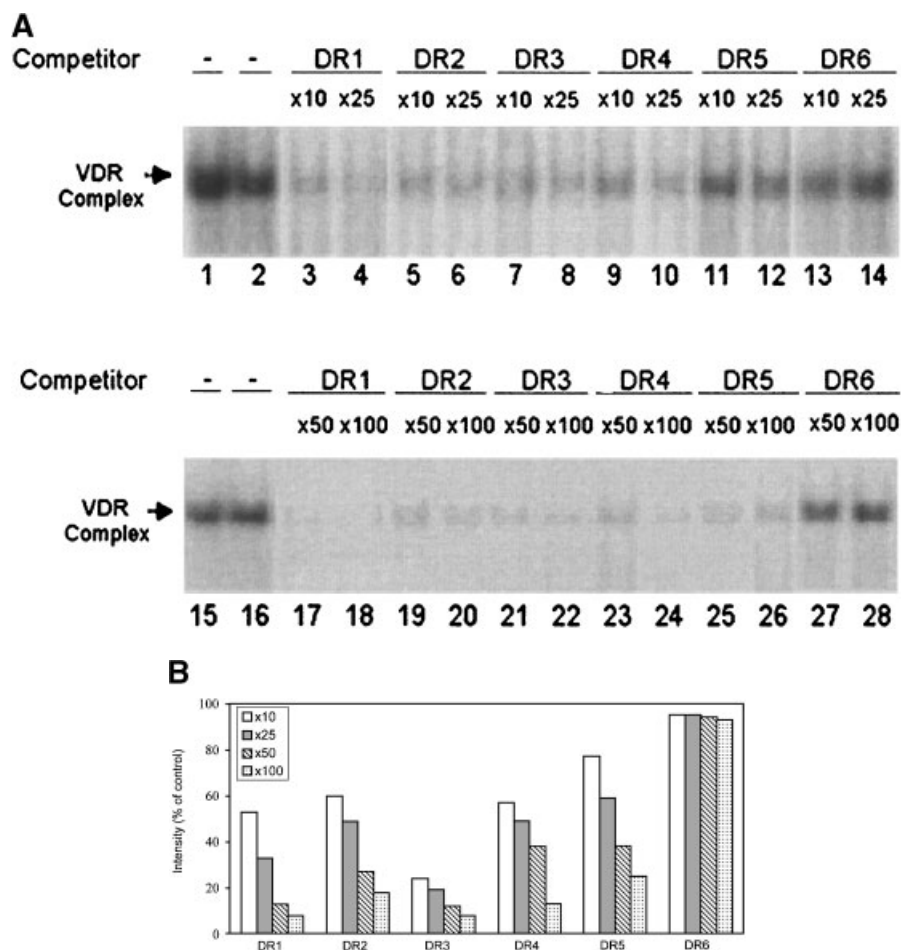 A
Competitor - - DR1 DR2 DR3 DR4 DR5 DR6
x10 x25 x10 x25 x10 x25 x10 x25 x10 x25 x10 x25
VDR
Complex
1 2 3 4 5 6 7 8 9 10 11 12 13 14
Competitor - - DR1 DR2 DR3 DR4 DR5 DR6
x50 x100 x50 x100 x50 x100 x50 x100 x50 x100 x50 x100
VDR
Complex
15 16 17 18 19 20 21 22 23 24 25 26 27 28
B
Intensity (% of control)
100
80
60
40
20
0
x10
x25
x50
x100
DR1 DR2 DR3 DR4 DR5 DR6